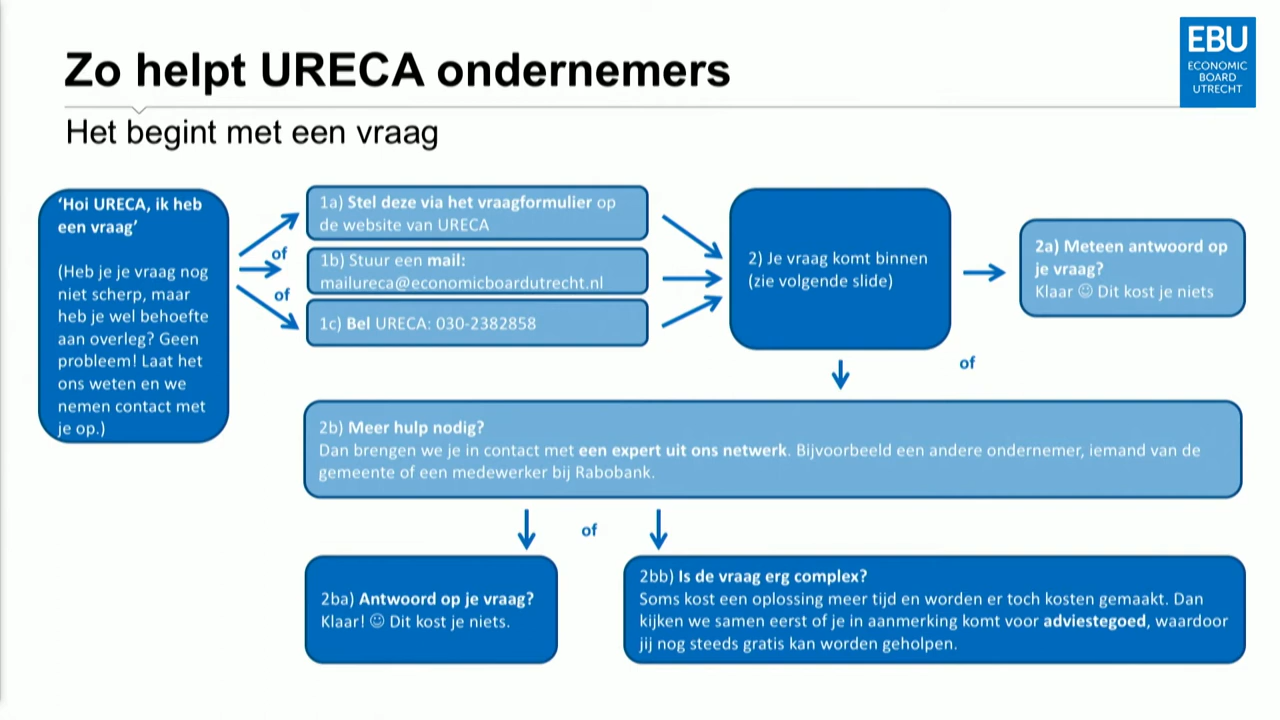 Zo helpt URECA ondernemers
EBU
ECONOMIC
BOARD
UTRECHT
Het begint met een vraag
‘Hoi URECA, ik heb
een vraag’
(Heb je je vraag nog
niet scherp, maar
heb je wel behoefte
aan overleg? Geen
probleem! Laat het
ons weten en we
nemen contact met
je op.)
of
of
1a) Stel deze via het vraagformulier op
de website van URECA
1b) Stuur een mail:
mailureca@economicboardutrecht.nl
1c) Bel URECA: 030-2382858
2) Je vraag komt binnen
(zie volgende slide)
2a) Meteen antwoord op
je vraag?
Klaar ☺ Dit kost je niets
of
2b) Meer hulp nodig?
Dan brengen we je in contact met een expert uit ons netwerk. Bijvoorbeeld een andere ondernemer, iemand van de
gemeente of een medewerker bij Rabobank.
of
2ba) Antwoord op je vraag?
Klaar! ☺ Dit kost je niets.
2bb) Is de vraag erg complex?
Soms kost een oplossing meer tijd en worden er toch kosten gemaakt. Dan
kijken we samen eerst of je in aanmerking komt voor adviestegoed, waardoor
jij nog steeds gratis kan worden geholpen.